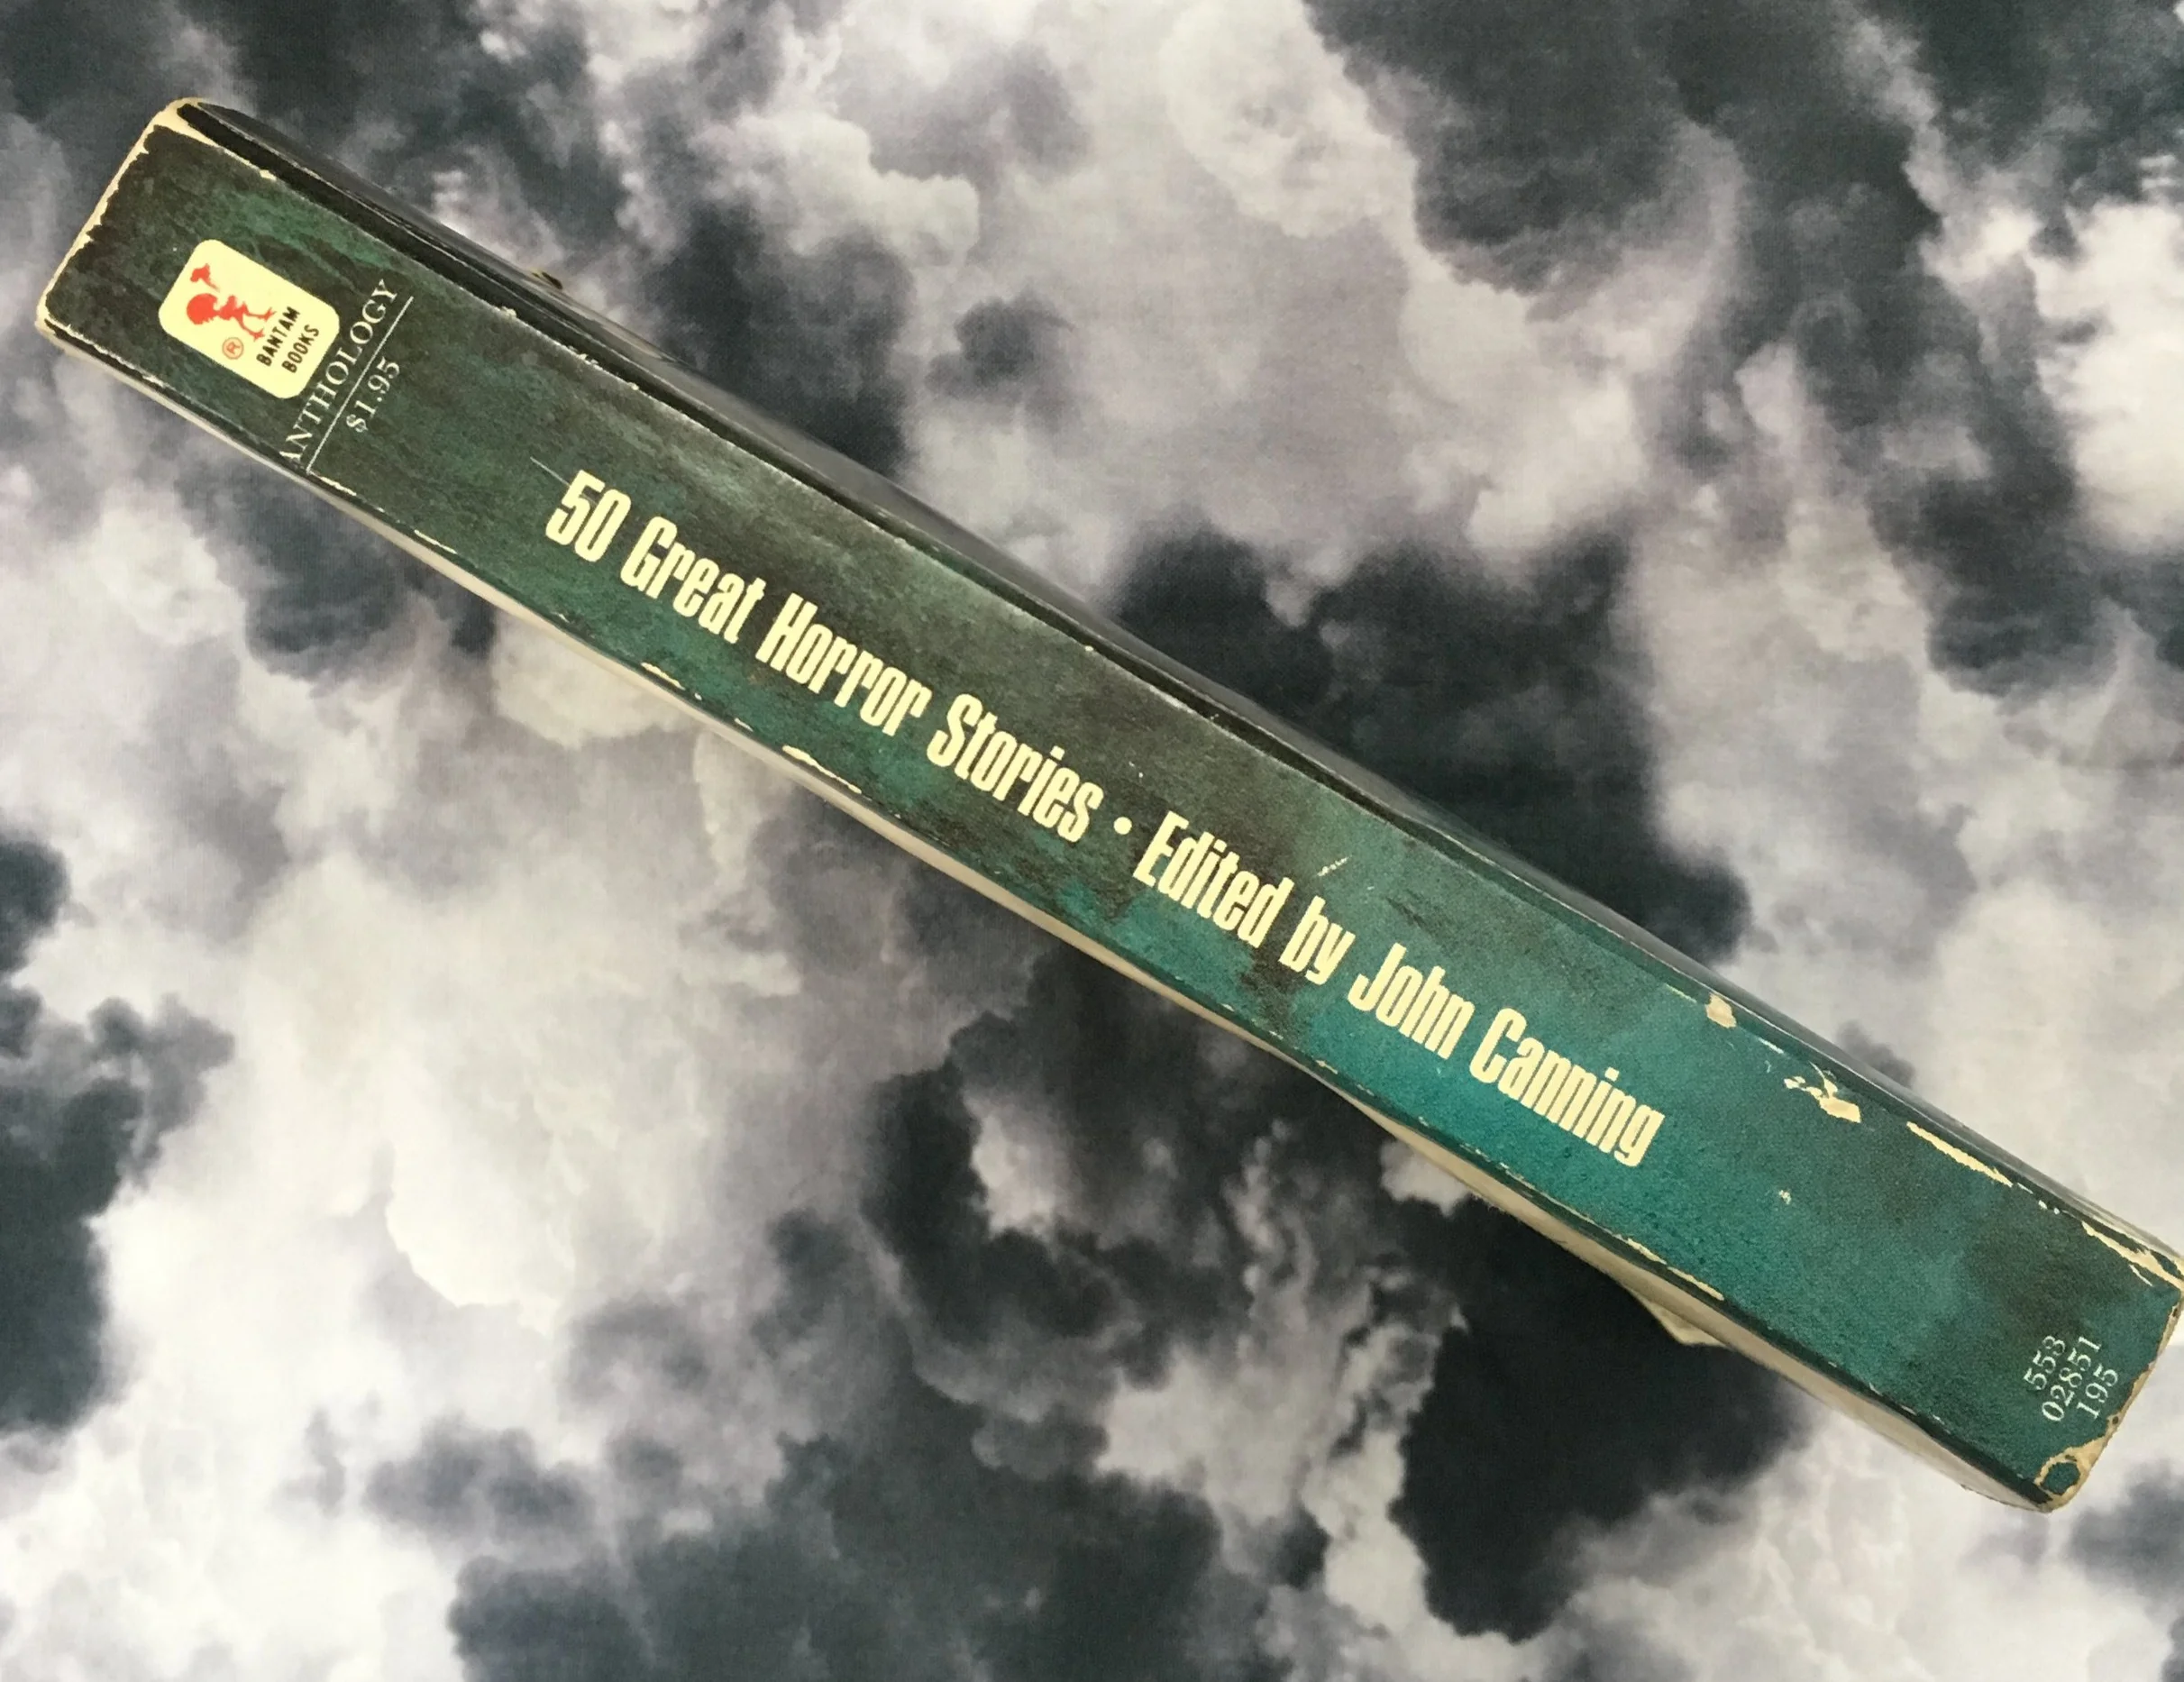 BANTAM
BOOKS
®
ANTHOLOGY
$1.95
50 Great Horror Stories • Edited by John Canning
553
02851
195